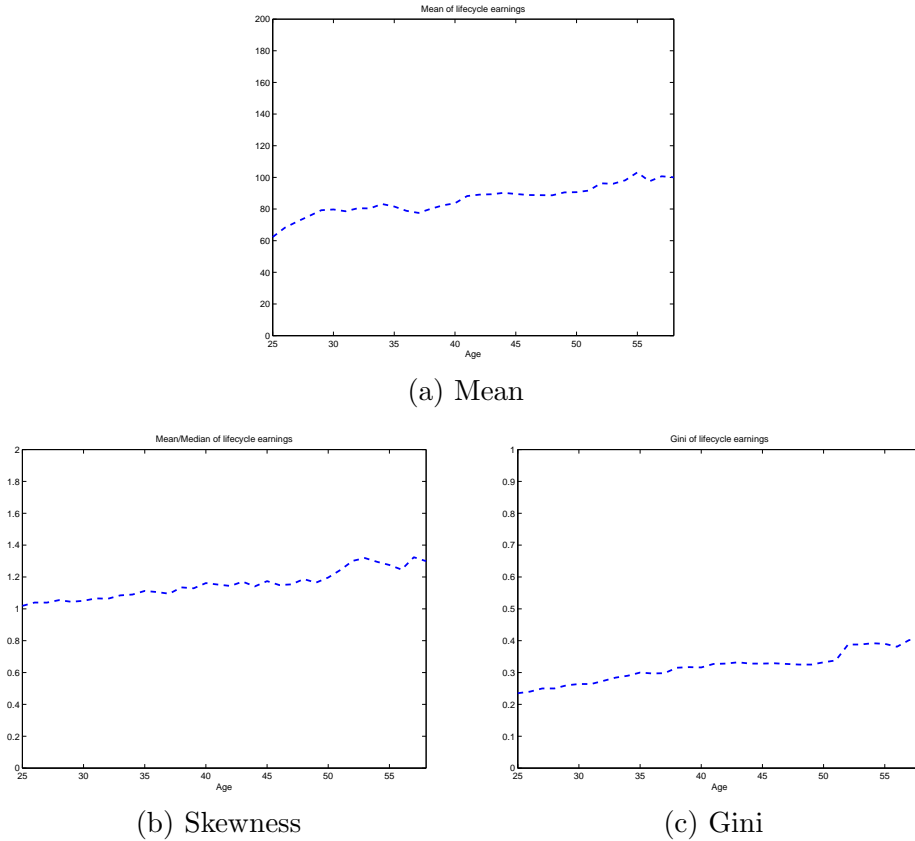 Mean of lifecycle earnings
200
180
160
140
120
100
80
60
40
20
0
25 30 35 40 45 50 55
Age
(a) Mean
Mean/Median of lifecycle earnings
2
1.8
1.6
1.4
1.2
1
0.8
0.6
0.4
0.2
0
25 30 35 40 45 50 55
Age
(b) Skewness
Gini of lifecycle earnings
1
0.9
0.8
0.7
0.6
0.5
0.4
0.3
0.2
0.1
0
25 30 35 40 45 50 55
Age
(c) Gini